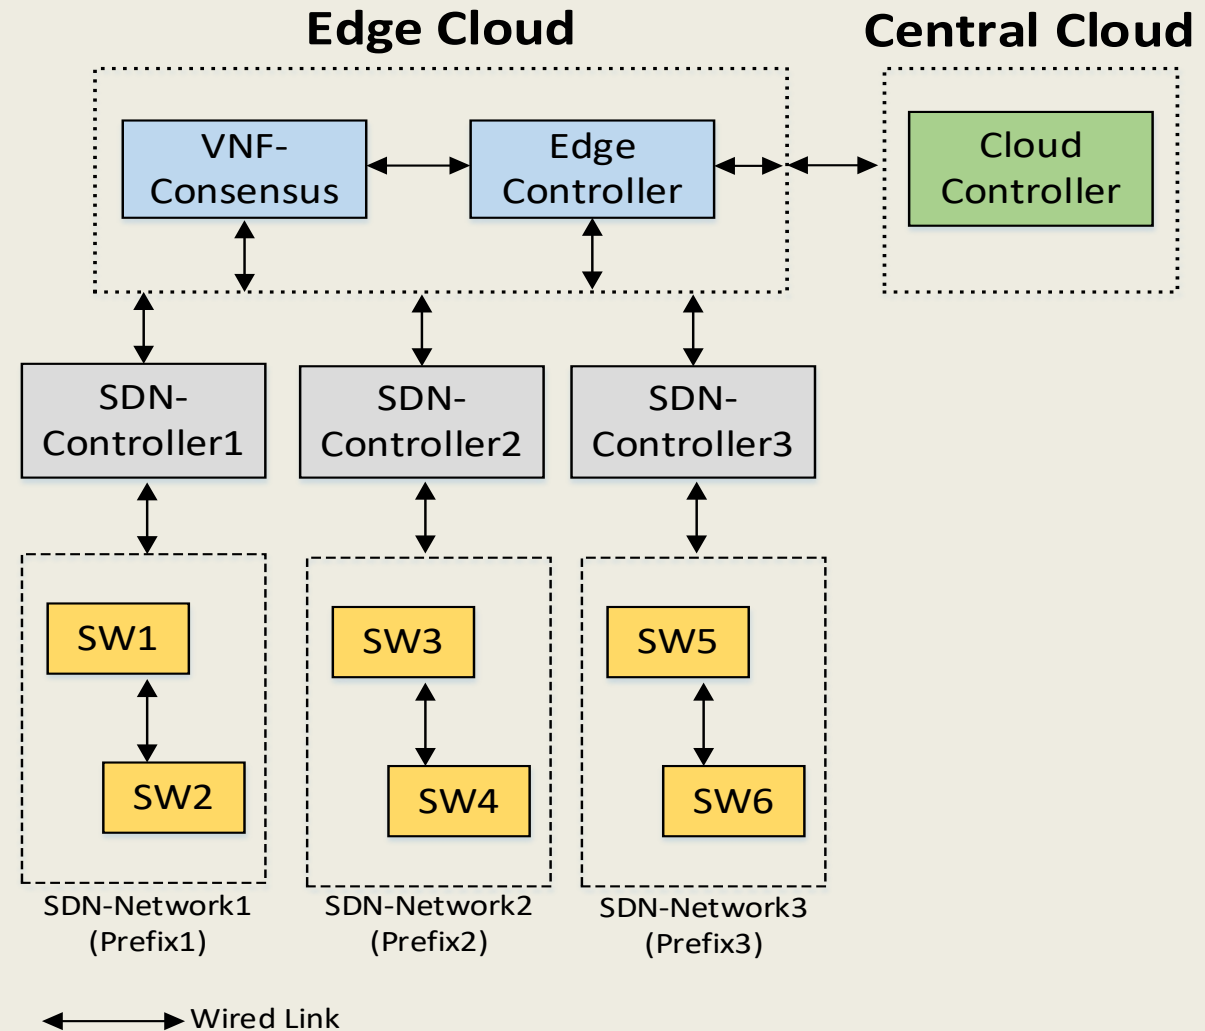 Edge Cloud
Central Cloud
VNF-
Consensus
Edge
Controller
Cloud
Controller
SDN-
Controller1
SDN-
Controller2
SDN-
Controller3
SW1
SW3
SW5
SW2
SW4
SW6
SDN-Network1
(Prefix1)
SDN-Network2
(Prefix2)
SDN-Network3
(Prefix3)
Wired Link